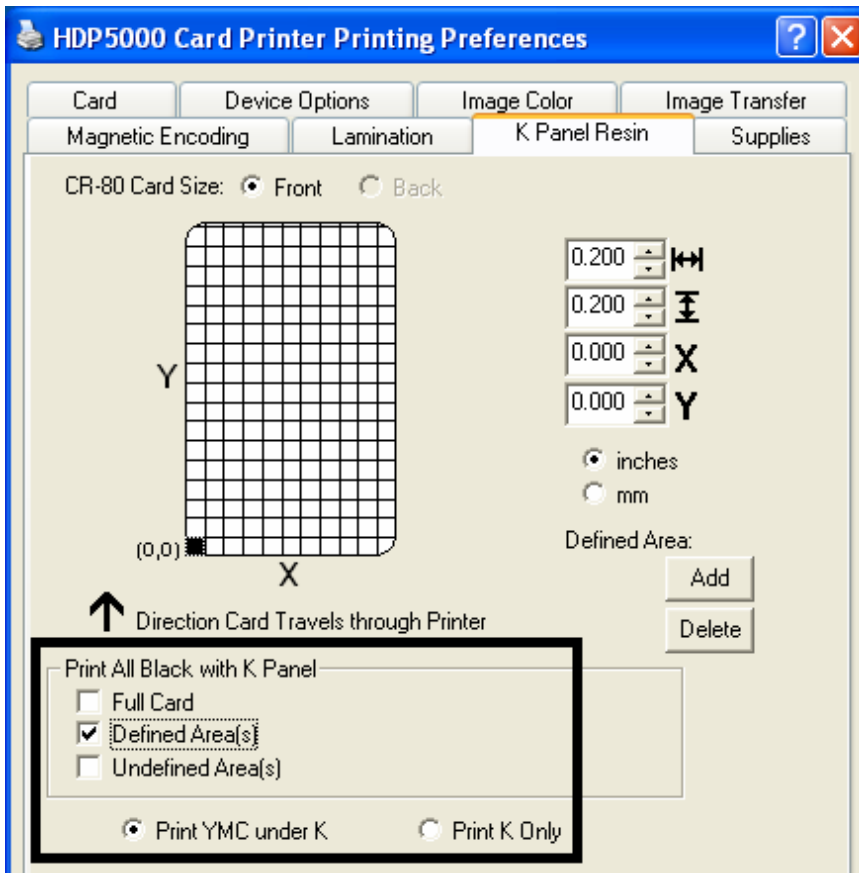 HDP5000 Card Printer Printing Preferences
Card Device Options Image Color Image Transfer
Magnetic Encoding Lamination K Panel Resin Supplies
CR-80 Card Size: Front Back
0.200
0.200
0.000 X
Y
0.000 Y
inches
mm
(0,0)
Defined Area:
X
Add
Direction Card Travels through Printer
Delete
Print All Black with K Panel
Full Card
Defined Area(s)
Undefined Area(s)
Print YMC under K Print K Only